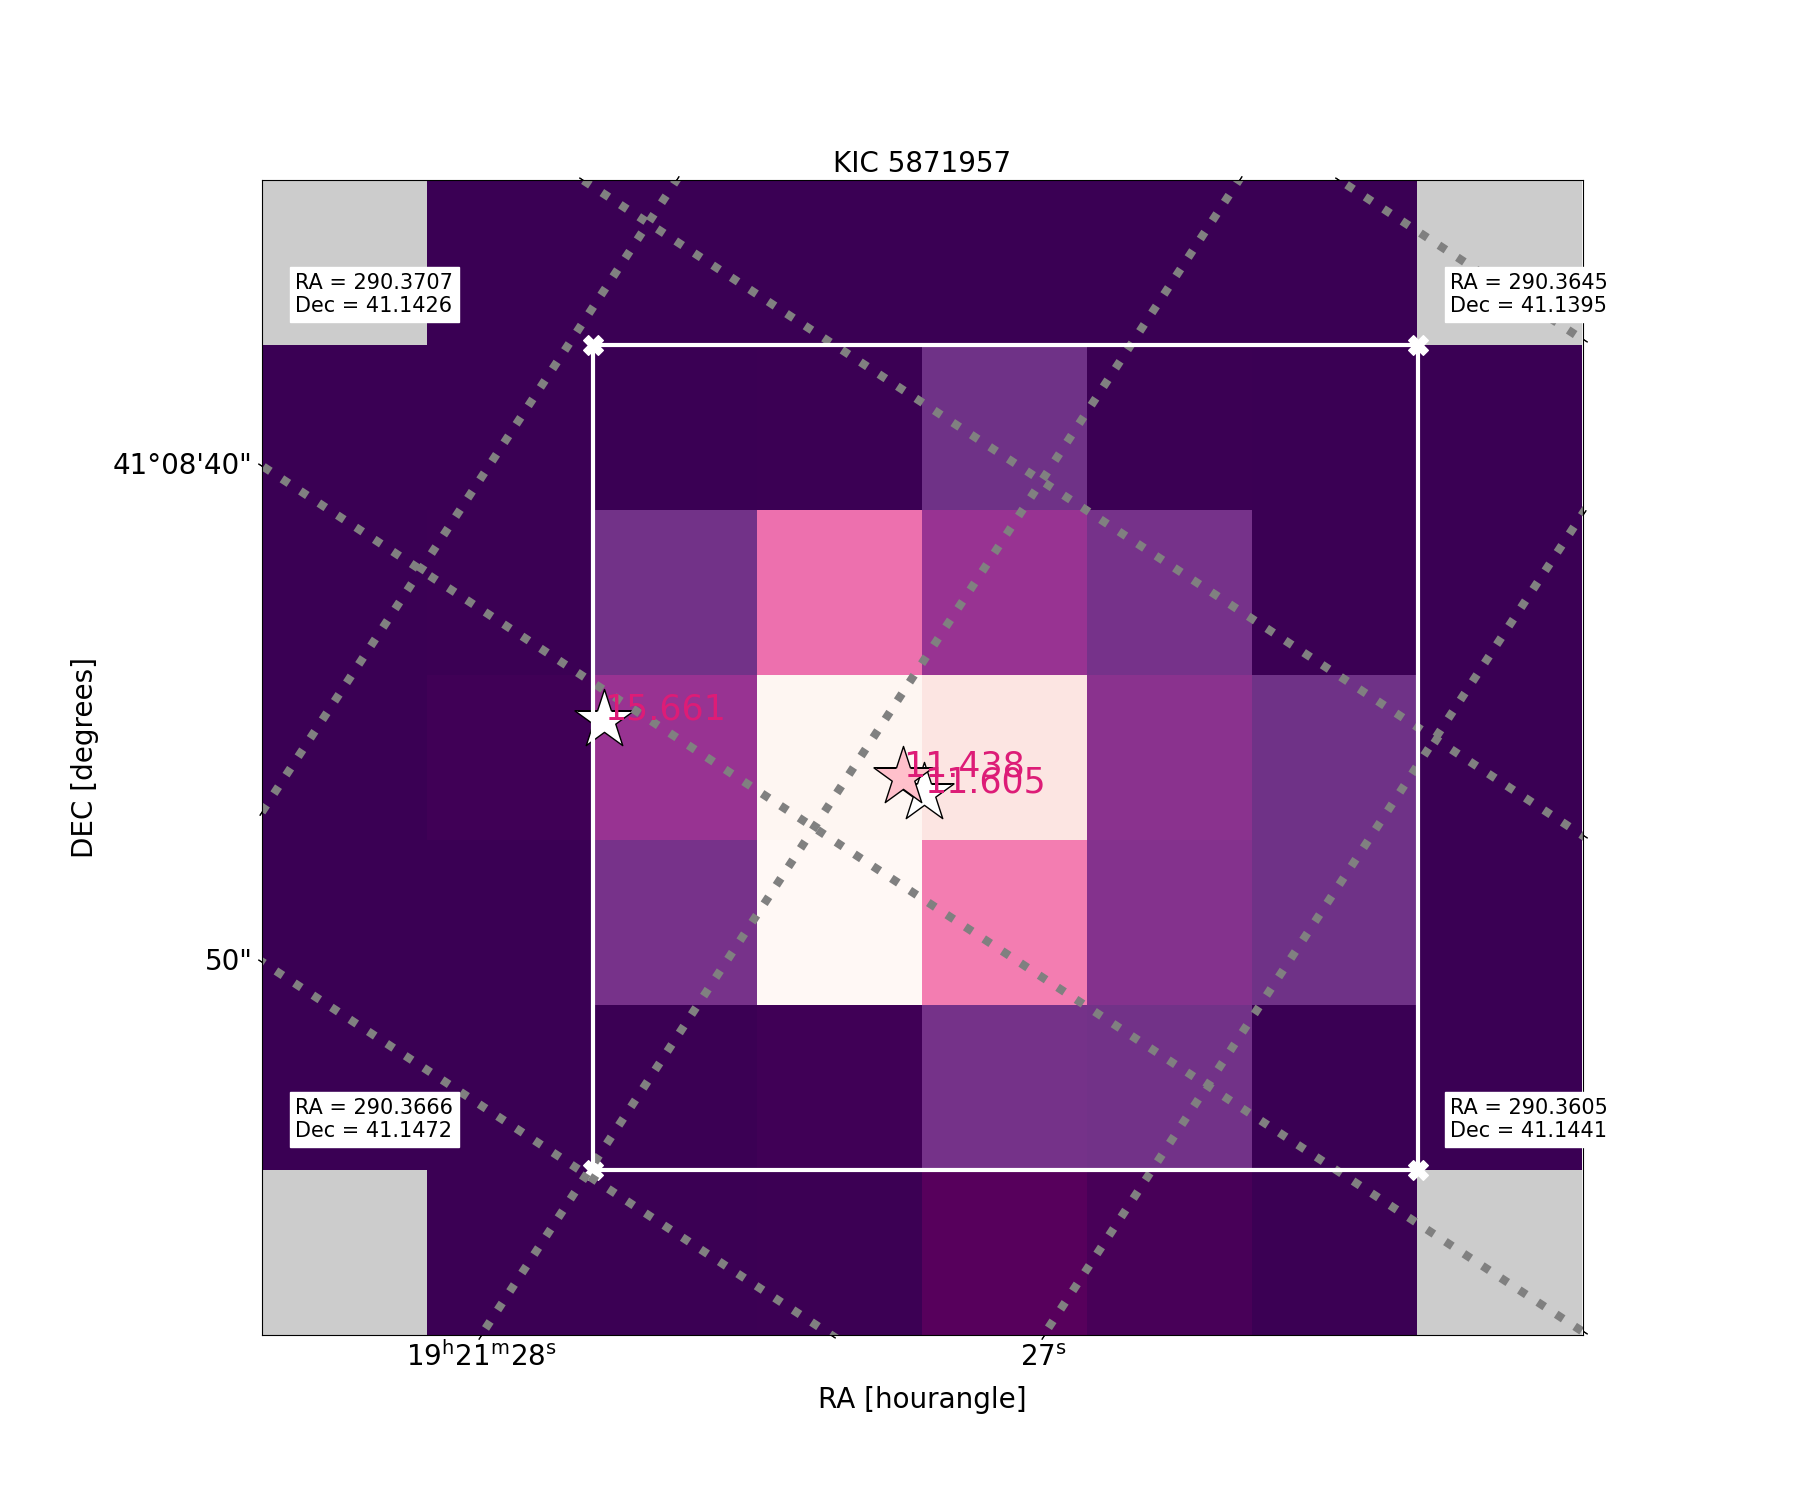 KIC 5871957
RA = 290.3707
Dec = 41.1426
RA = 290.3645
Dec = 41.1395
41°08'40"
15.661
11.438
11.605
DEC [degrees]
50"
RA = 290.3666
Dec = 41.1472
RA = 290.3605
Dec = 41.1441
19ʰ21ᵐ28ˢ
27ˢ
RA [hourangle]